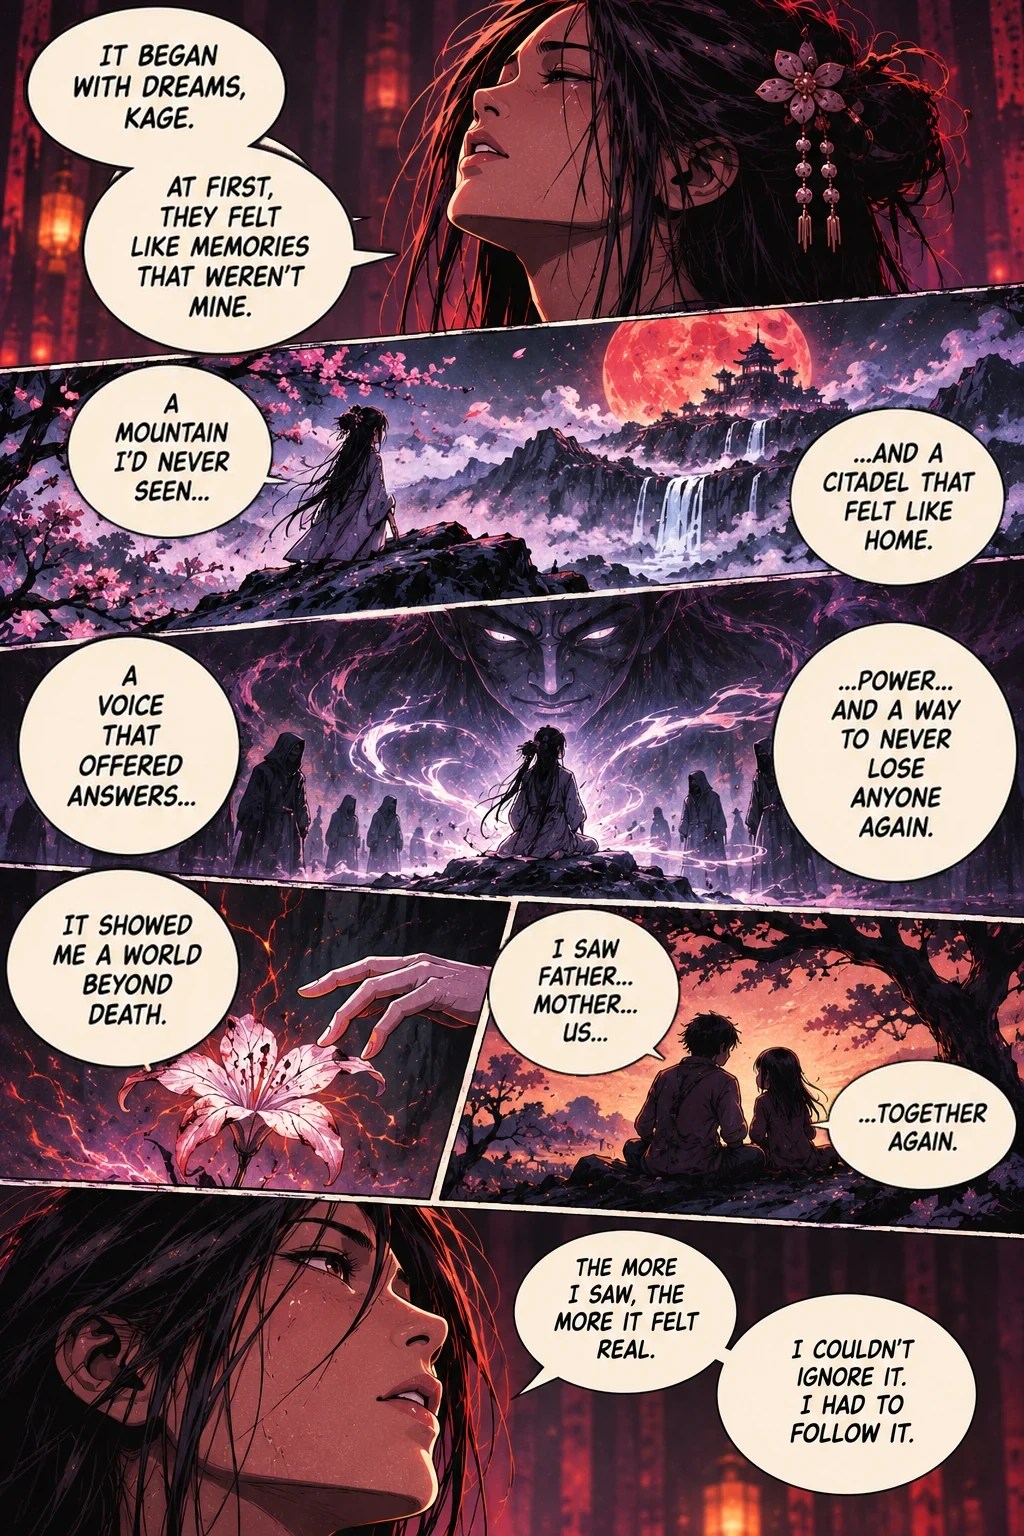 IT BEGAN
WITH DREAMS,
KAGE.
AT FIRST,
THEY FELT
LIKE MEMORIES
THAT WEREN'T
MINE.
A
MOUNTAIN
I'D NEVER
SEEN...
...AND A
CITADEL THAT
FELT LIKE
HOME.
A
VOICE
THAT
OFFERED
ANSWERS...
...POWER...
AND A WAY
TO NEVER
LOSE
ANYONE
AGAIN.
IT SHOWED
ME A WORLD
BEYOND
DEATH.
I SAW
FATHER...
MOTHER...
US...
...TOGETHER
AGAIN.
THE MORE
I SAW, THE
MORE IT FELT
REAL.
I COULDN'T
IGNORE IT.
I HAD TO
FOLLOW IT.